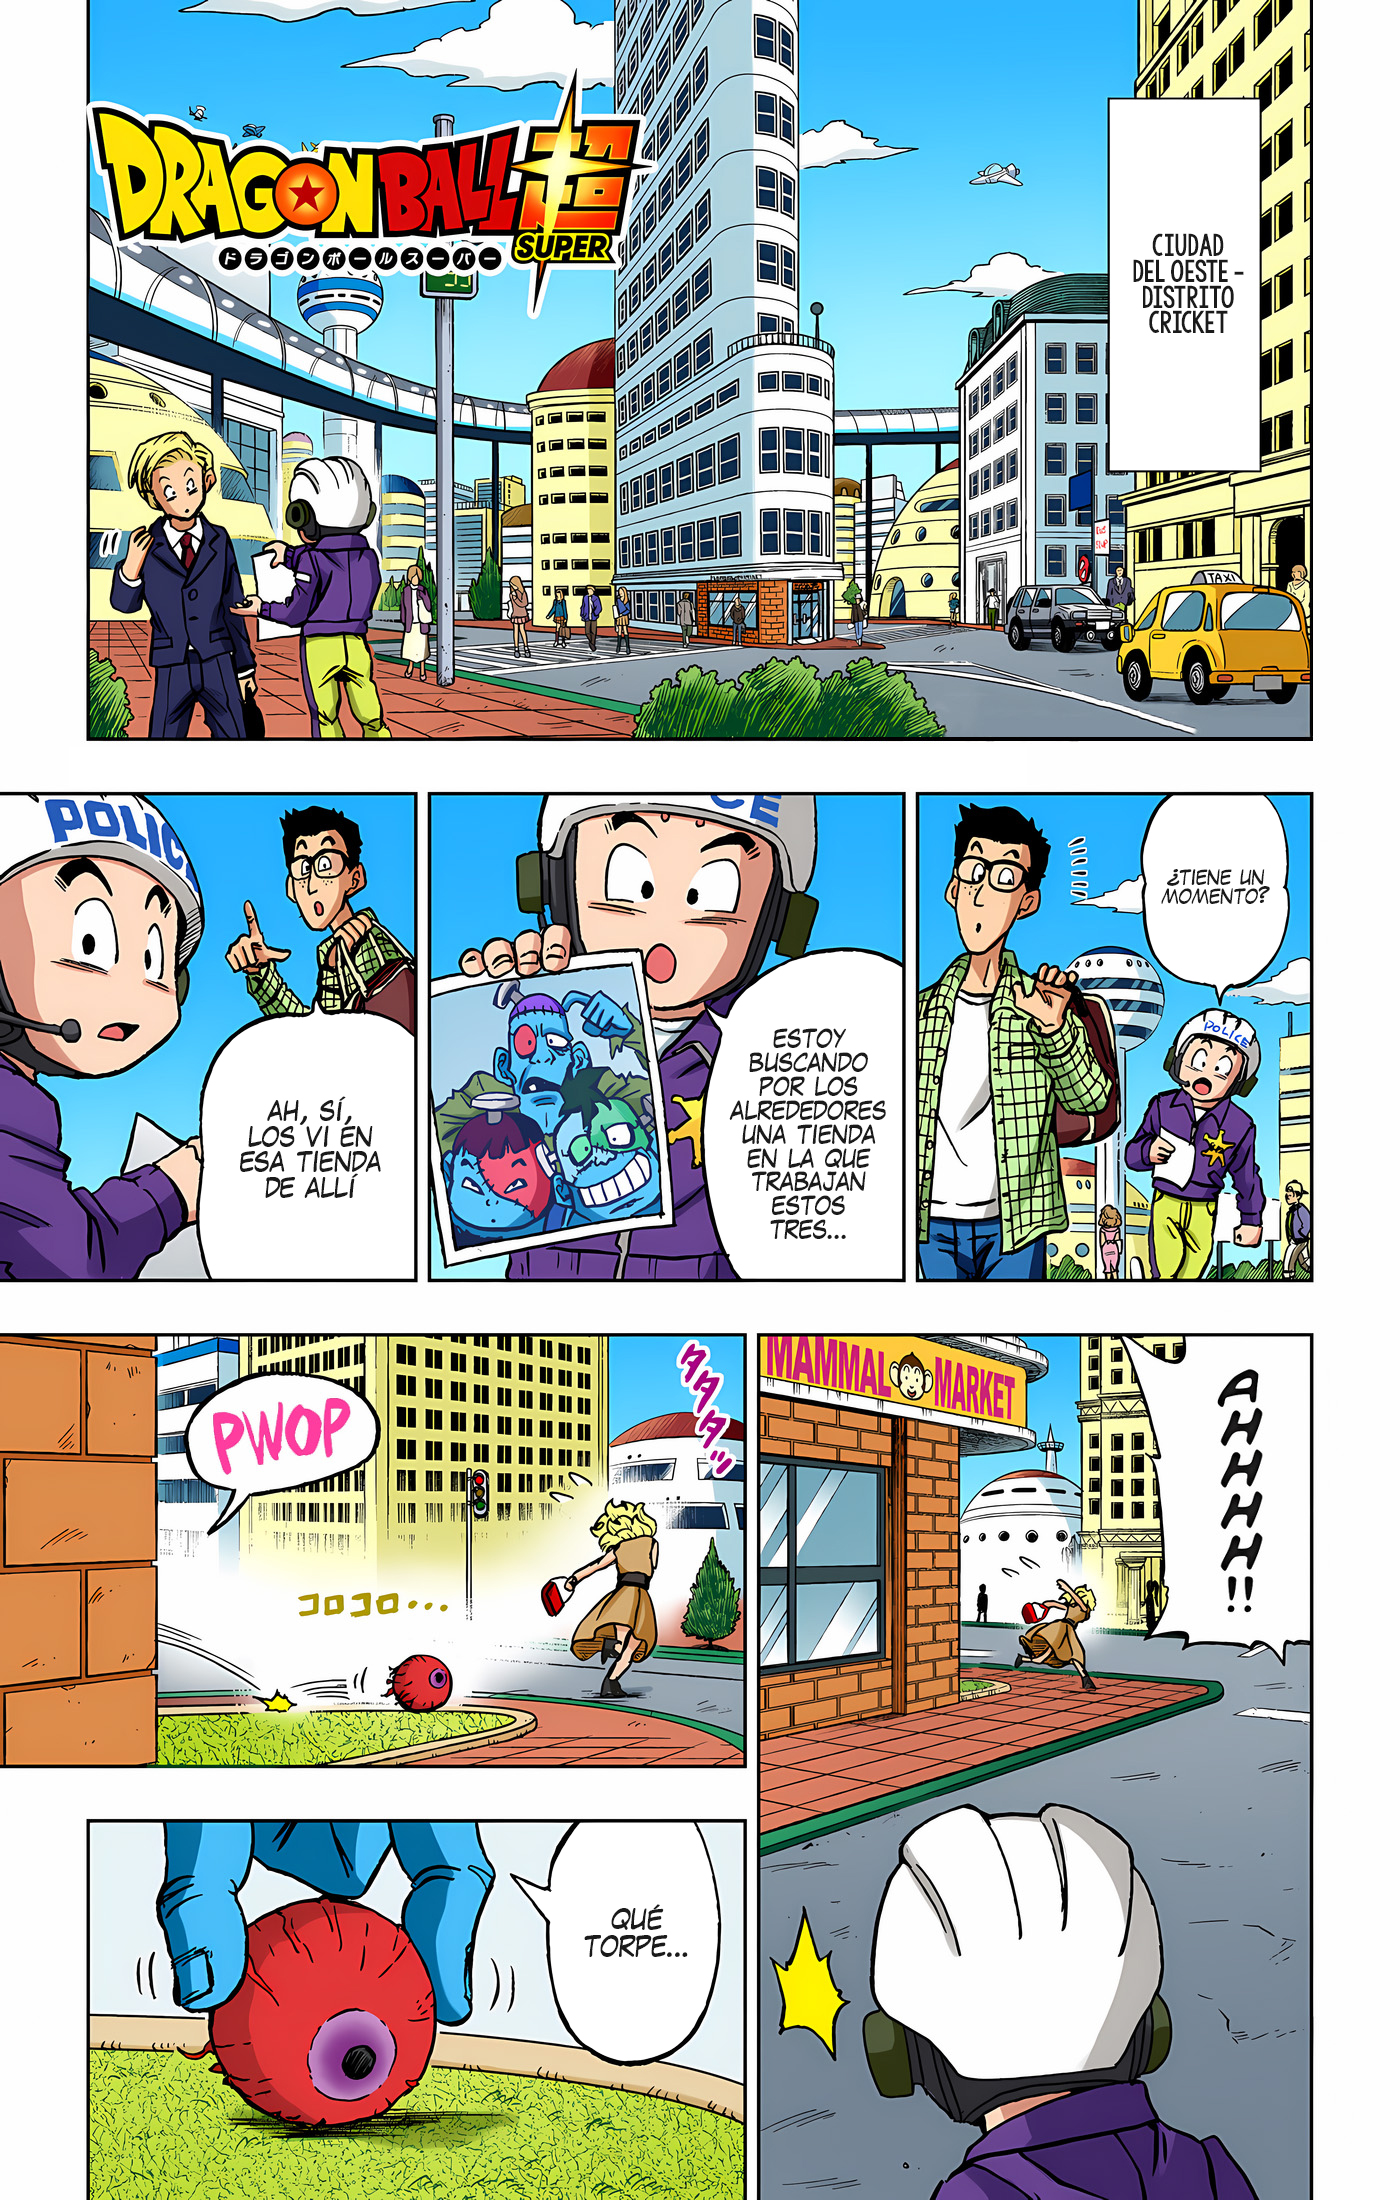 DRAGON BALL 超
SUPER
ドラゴンボールスーパー
CIUDAD
DEL OESTE -
DISTRITO
CRICKET
TAXI
¿TIENE UN
MOMENTO?
POLICE
ESTOY
BUSCANDO
POR LOS
ALREDEDORES
UNA TIENDA
EN LA QUE
TRABAJAN
ESTOS
TRES...
CE
POLIC
AH, SÍ,
LOS VI EN
ESA TIENDA
DE ALLÍ
MAMMAL MARKET
AHHHH!!
タタタッ
PWOP
コロコロ...
QUÉ
TORPE...